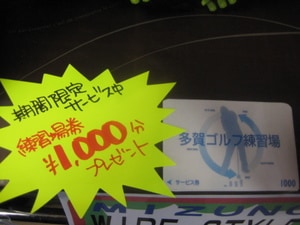 期間限定
サービス中
練習場券
¥1,000分
プレゼント
多賀ゴルフ練習場
サービス券
1000
MIZUNO